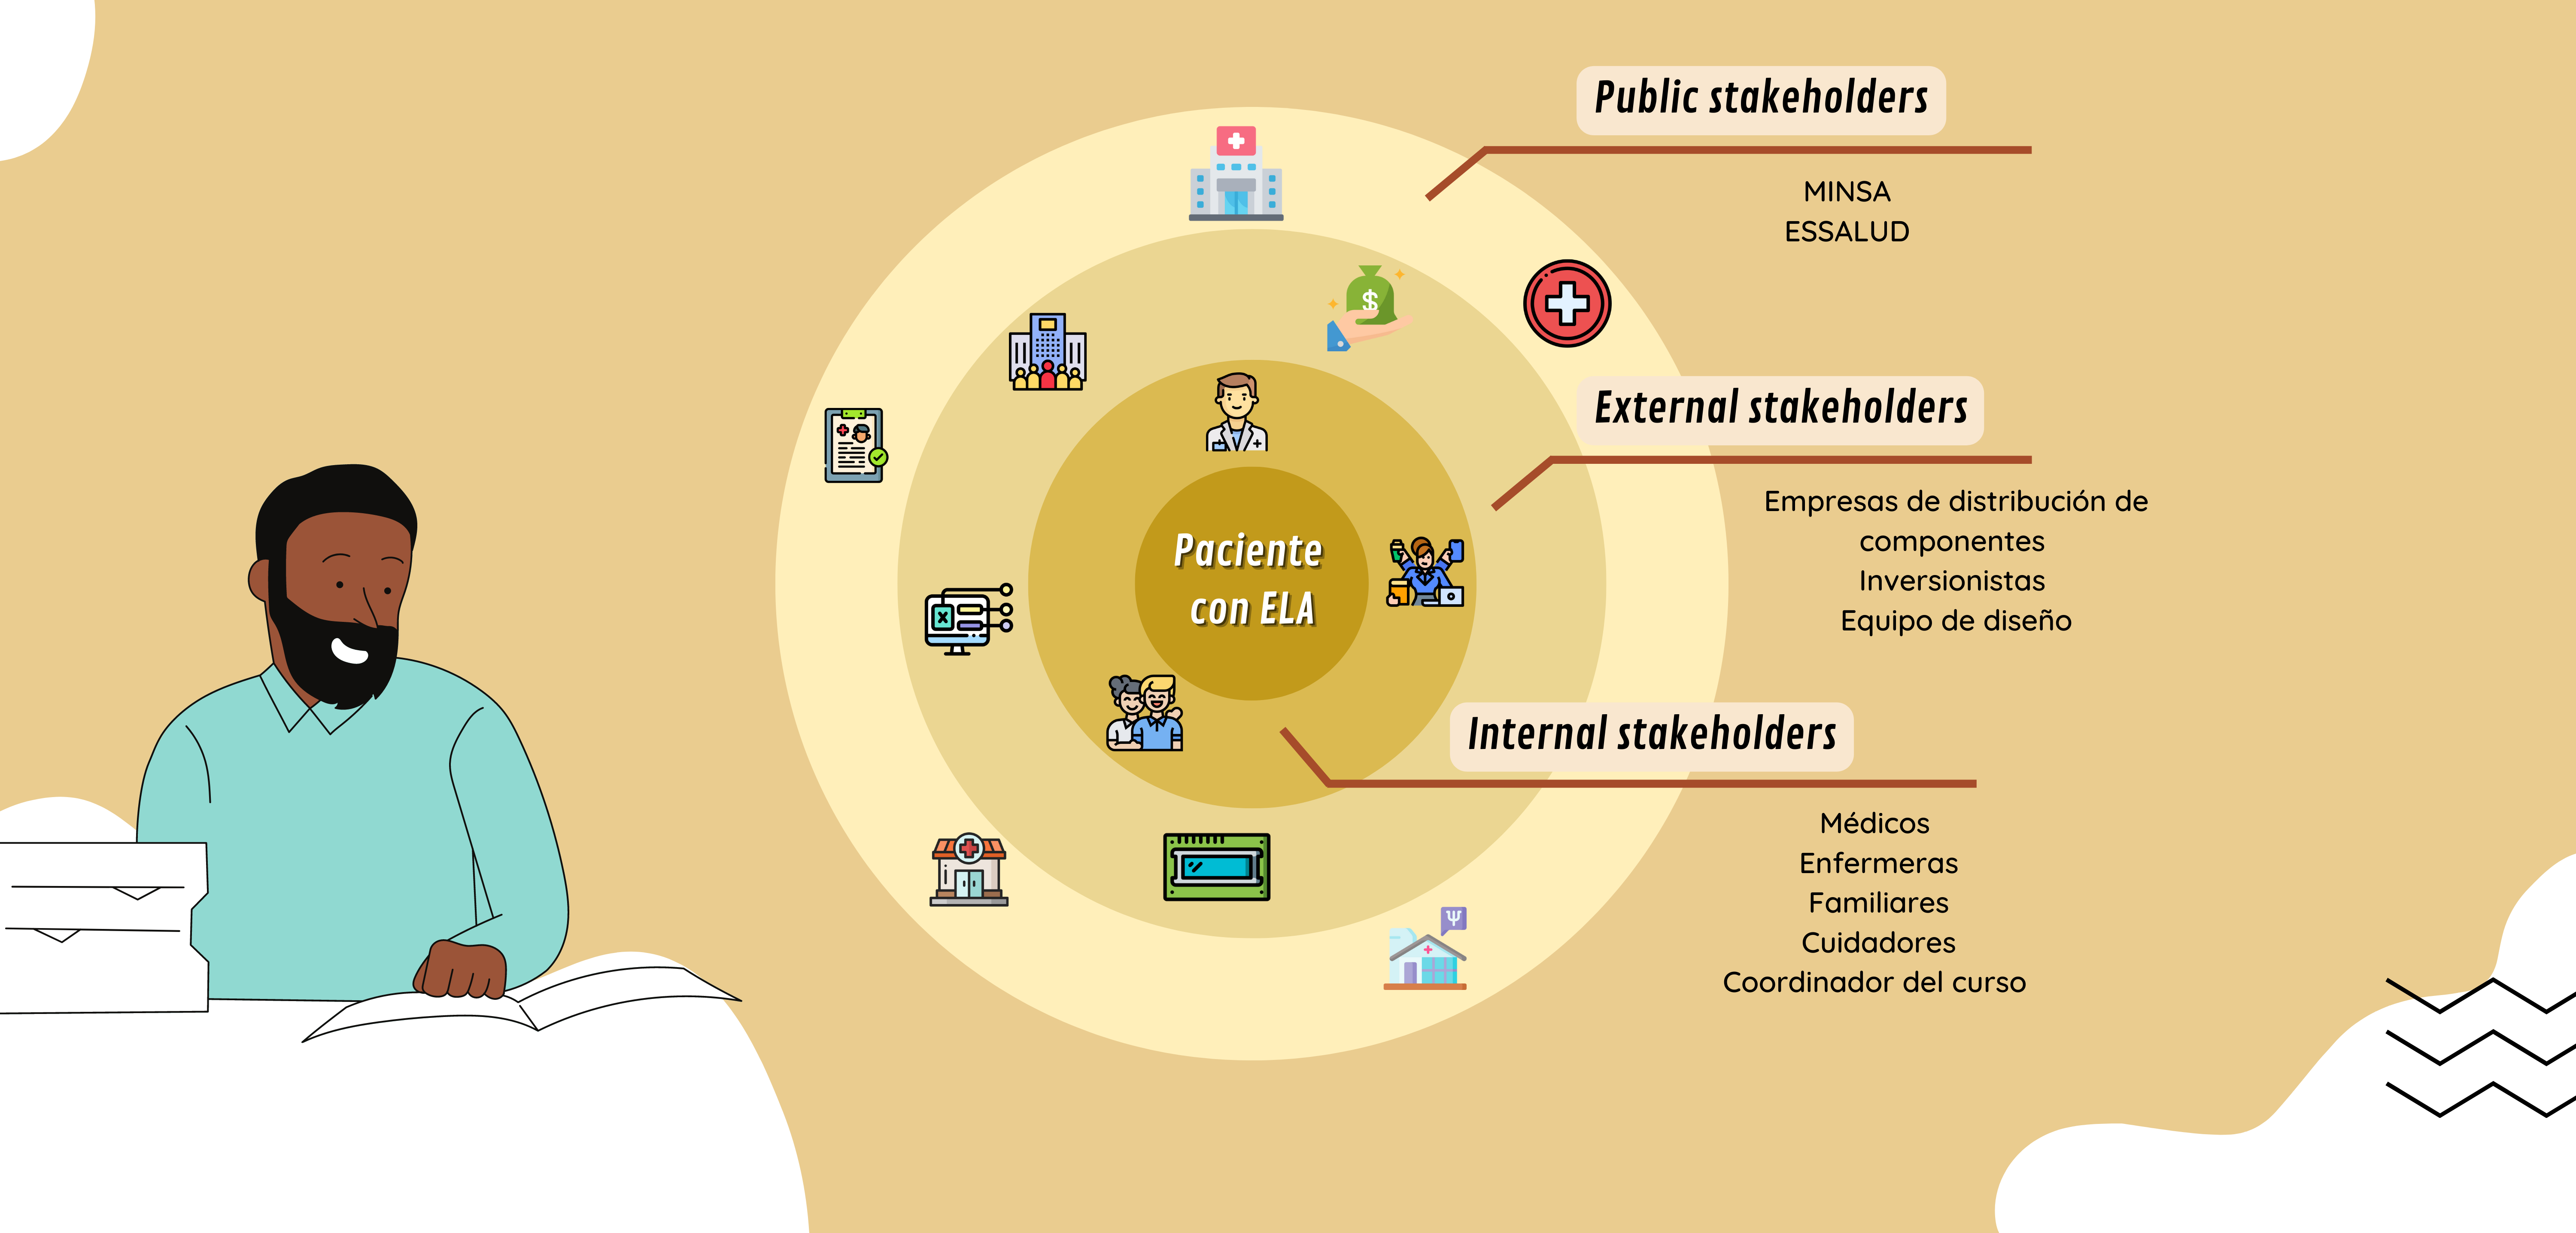 Public stakeholders
MINSA
ESSALUD
External stakeholders
Empresas de distribución de
componentes
Inversionistas
Equipo de diseño
Paciente
con ELA
Internal stakeholders
Médicos
Enfermeras
Familiares
Cuidadores
Coordinador del curso